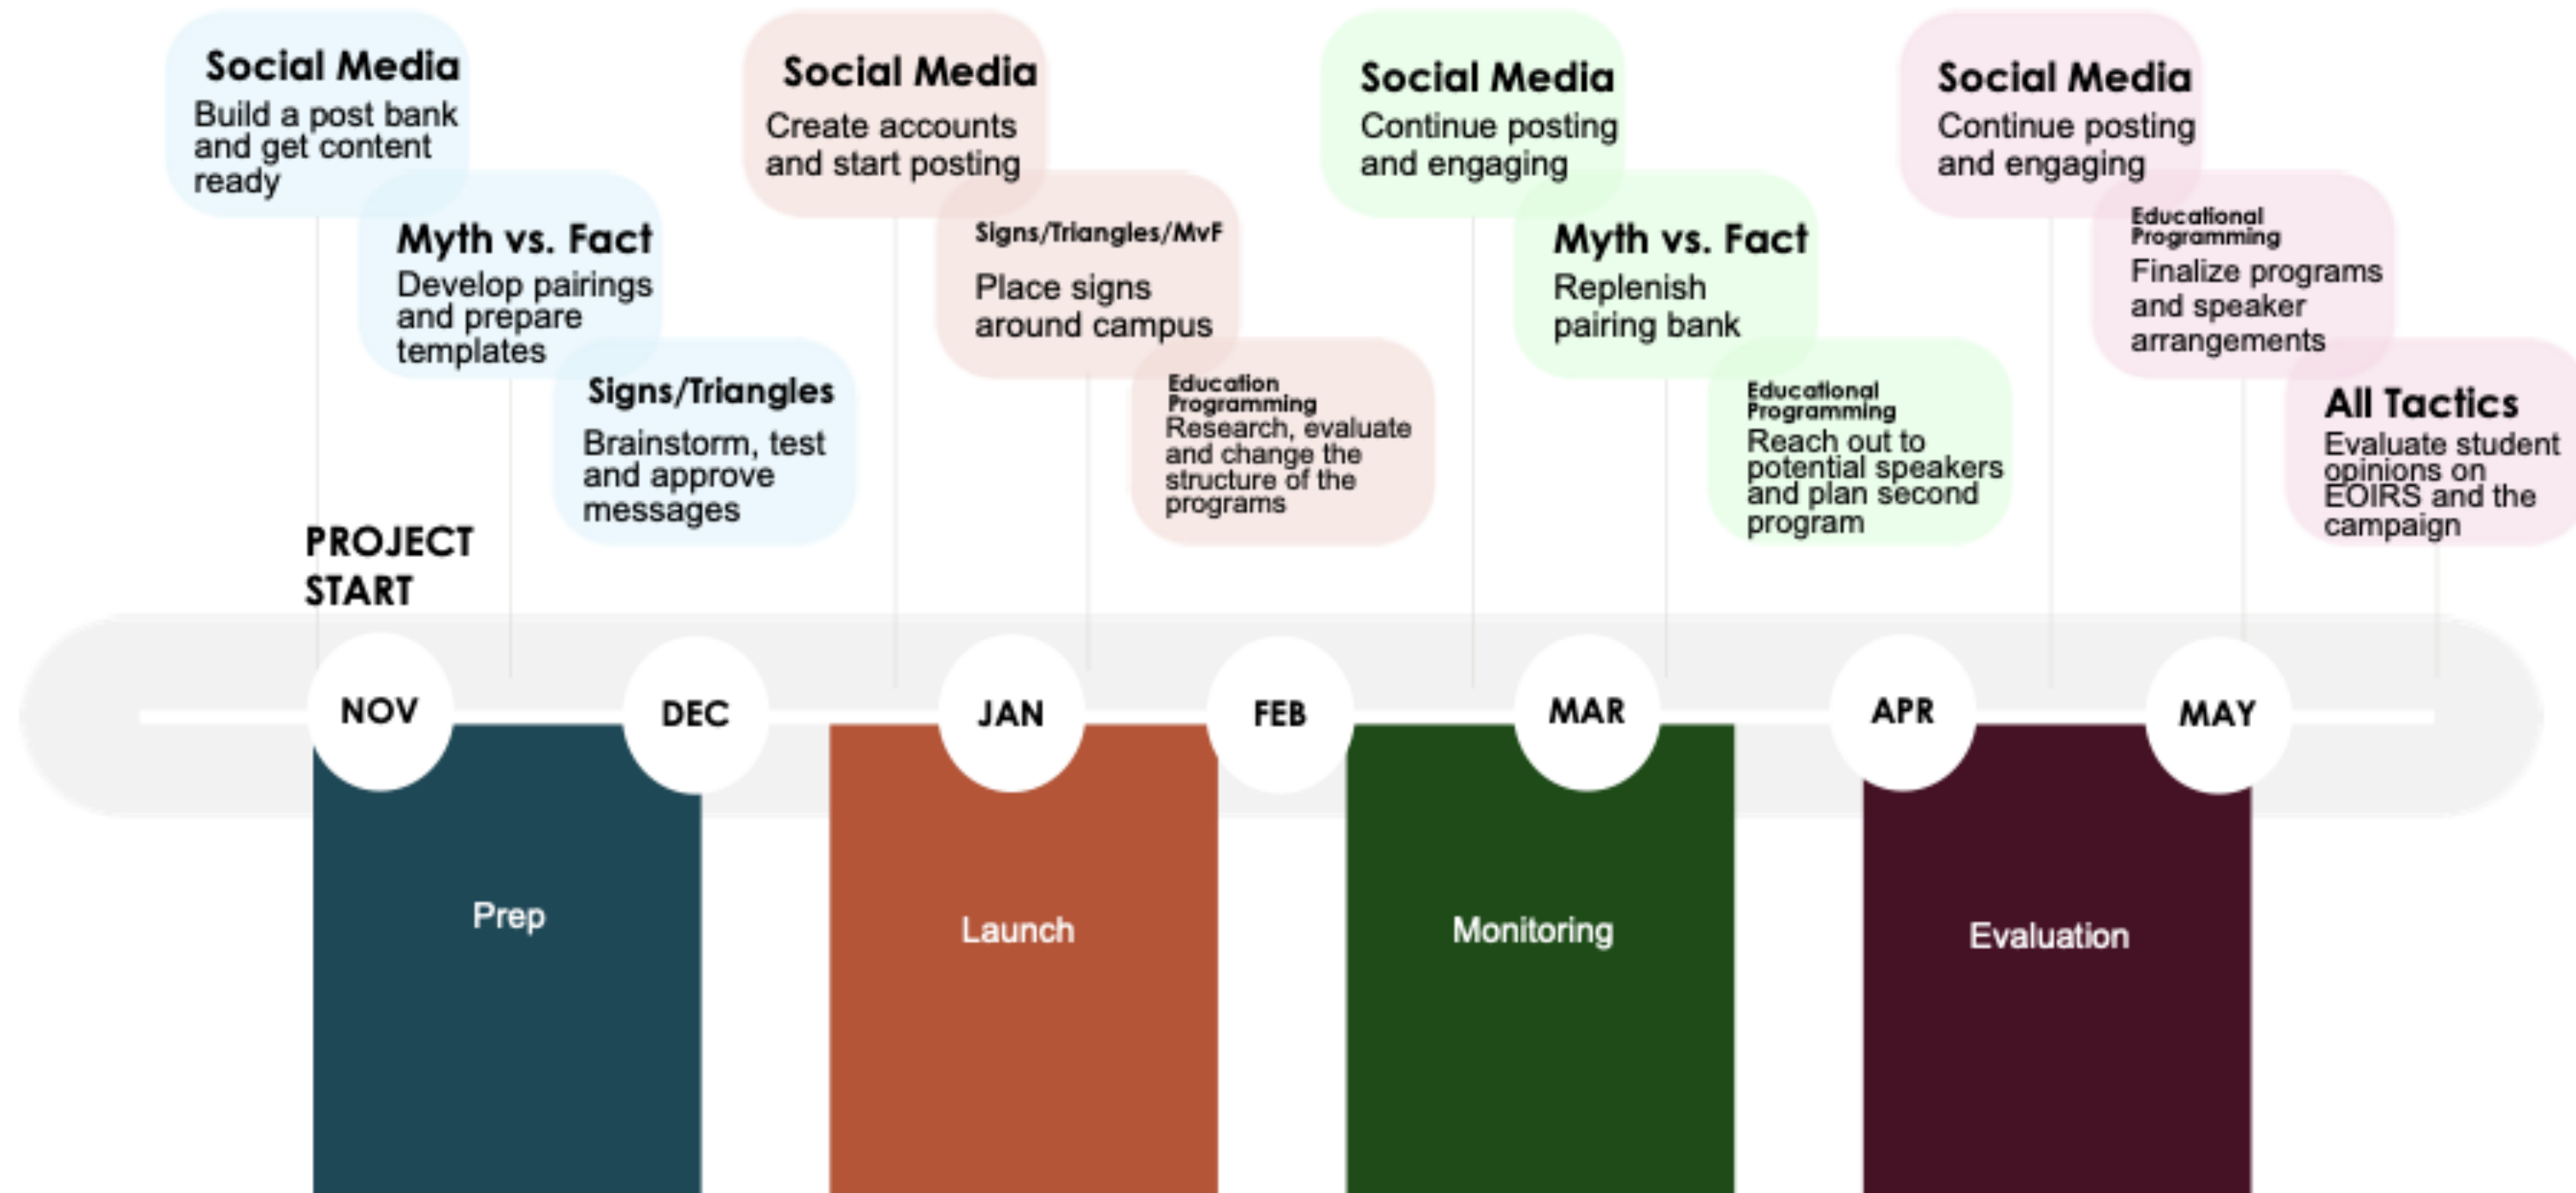 Social Media
Build a post bank
and get content
ready
Myth vs. Fact
Develop pairings
and prepare
templates
Signs/Triangles
Brainstorm, test
and approve
messages
Social Media
Create accounts
and start posting
Signs/Triangles/MvF
Place signs
around campus
Education
Programming
Research, evaluate
and change the
structure of the
programs
Social Media
Continue posting
and engaging
Myth vs. Fact
Replenish
pairing bank
Educational
Programming
Reach out to
potential speakers
and plan second
program
Social Media
Continue posting
and engaging
Educational
Programming
Finalize programs
and speaker
arrangements
All Tactics
Evaluate student
opinions on
EOIRS and the
campaign
PROJECT
START
NOV
DEC
JAN
FEB
MAR
APR
MAY
Prep
Launch
Monitoring
Evaluation